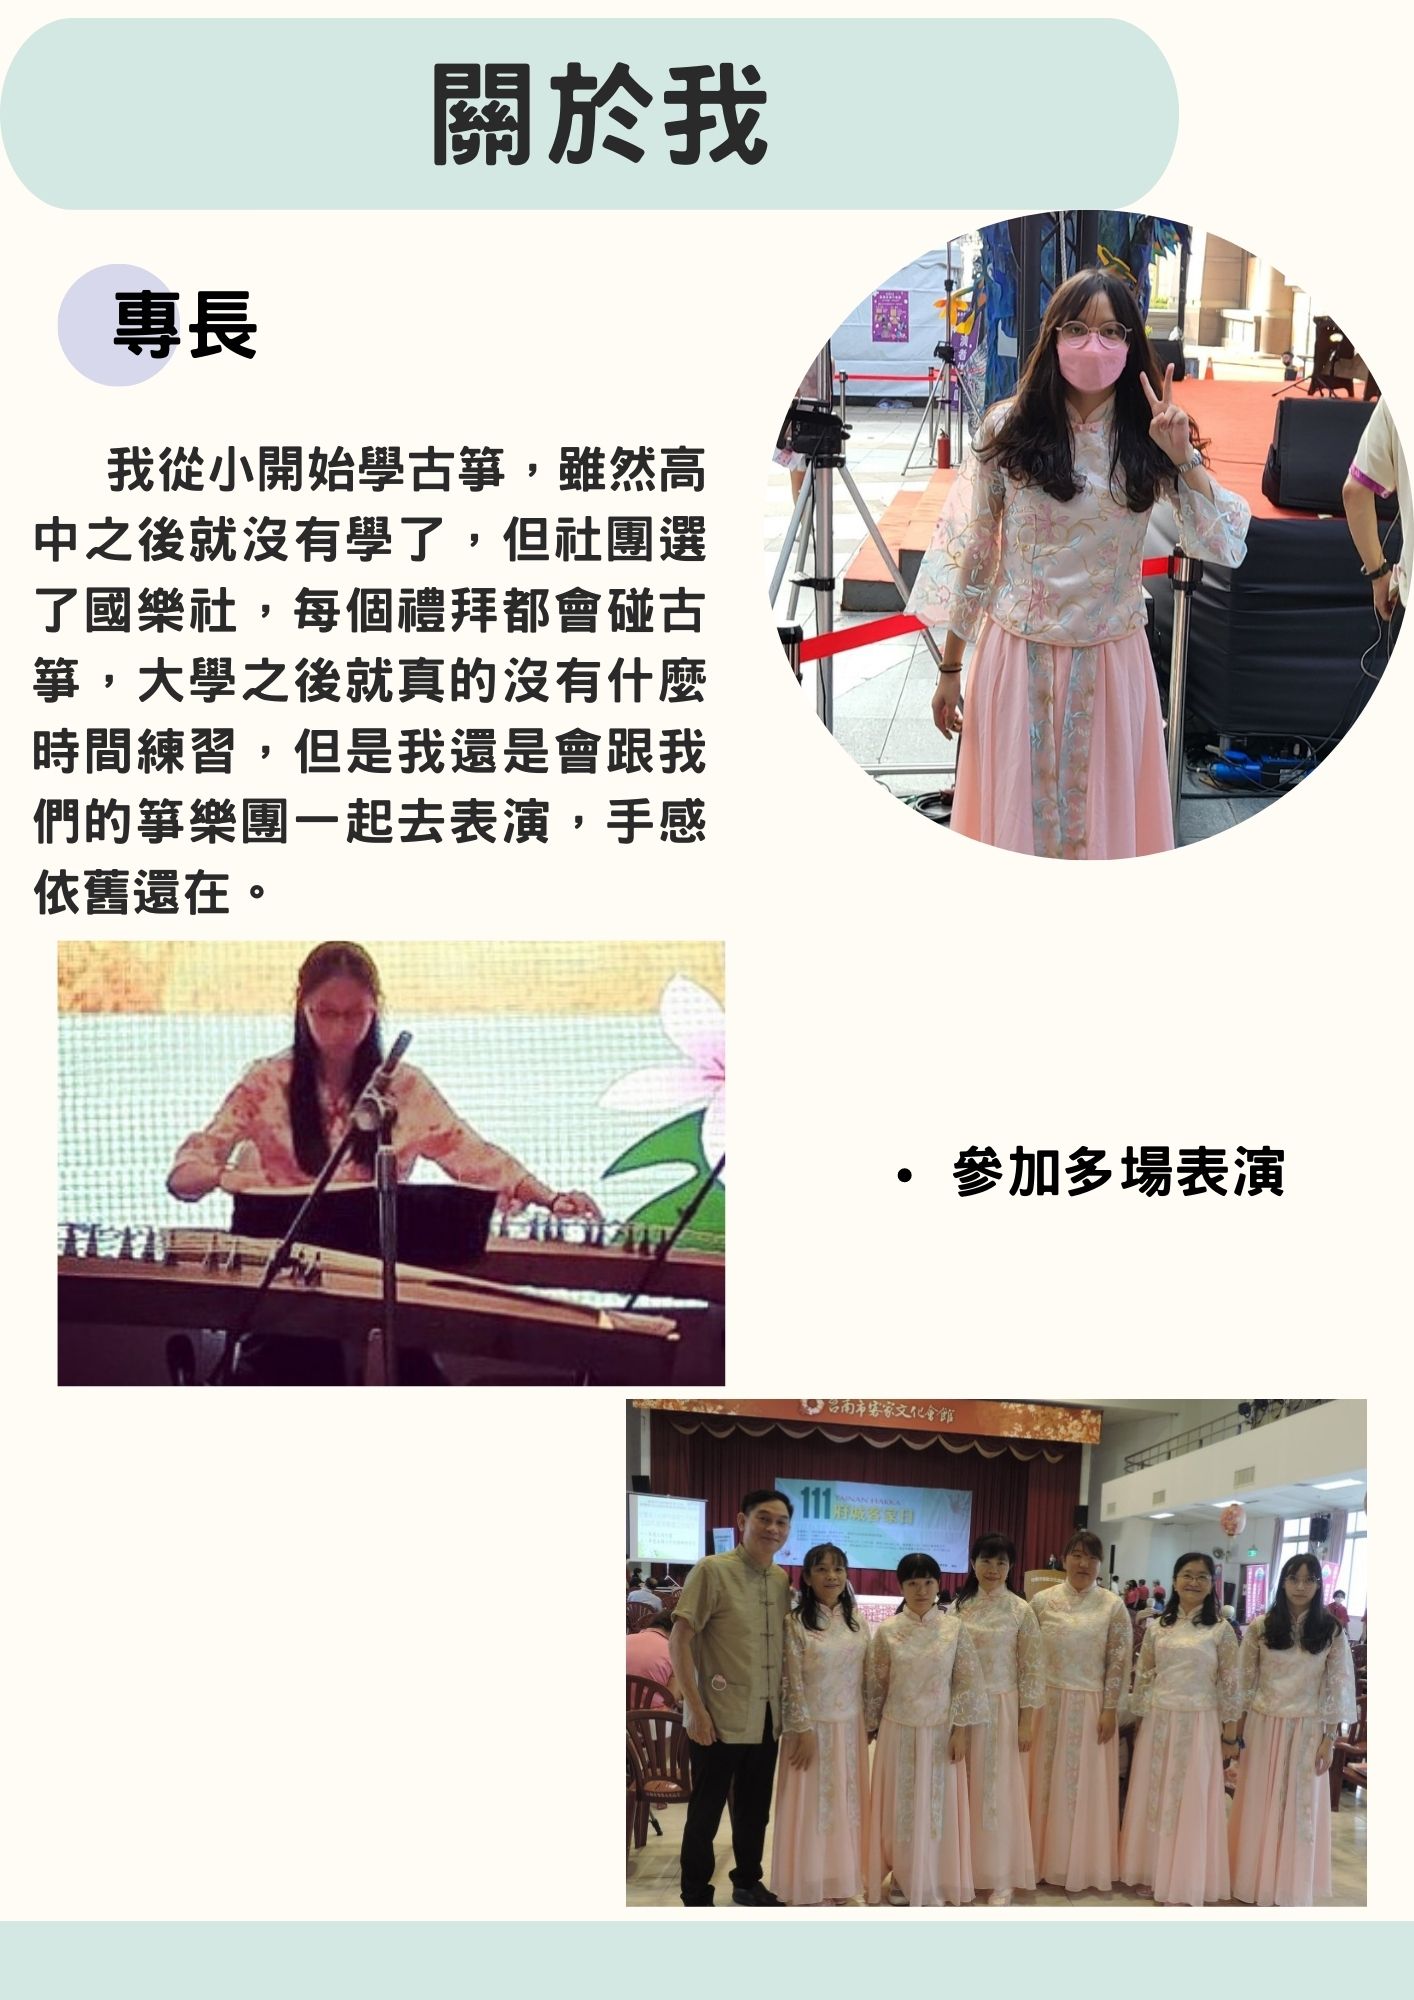 關於我
專長
我從小開始學古箏，雖然高
中之後就沒有學了，但社團選
了國樂社，每個禮拜都會碰古
箏，大學之後就真的沒有什麼
時間練習，但是我還是會跟我
們的箏樂團一起去表演，手感
依舊還在。
• 參加多場表演
台南市客家文化會館
111 TAINAN HAKKA
府城客家日